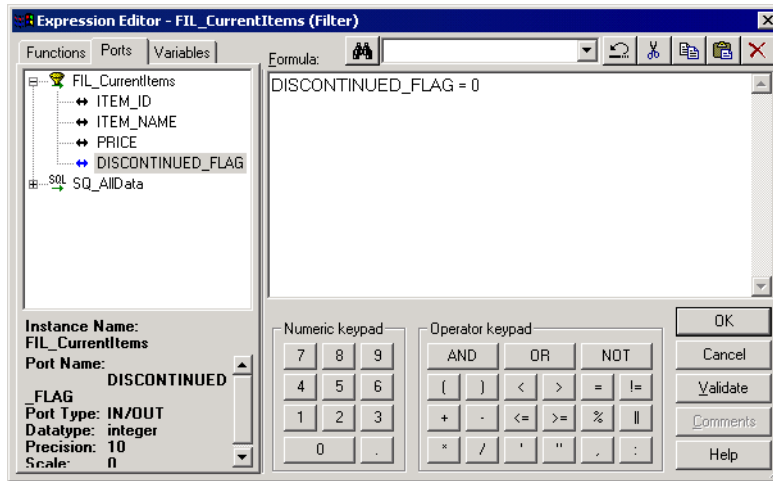 Expression Editor - FIL_CurrentItems (Filter)
Functions Ports Variables
Formula:
FIL_CurrentItems
ITEM_ID
ITEM_NAME
PRICE
DISCONTINUED_FLAG
SQL SQ_AllData
DISCONTINUED_FLAG = 0
Instance Name:
FIL_CurrentItems
Port Name:
DISCONTINUED
_FLAG
Port Type: IN/OUT
Datatype: integer
Precision: 10
Scale: 0
Numeric keypad
7 8 9
4 5 6
1 2 3
0 .
Operator keypad
AND OR NOT
( ) < > = !=
+ - <= >= % ||
* / ' " , :
OK
Cancel
Validate
Comments
Help